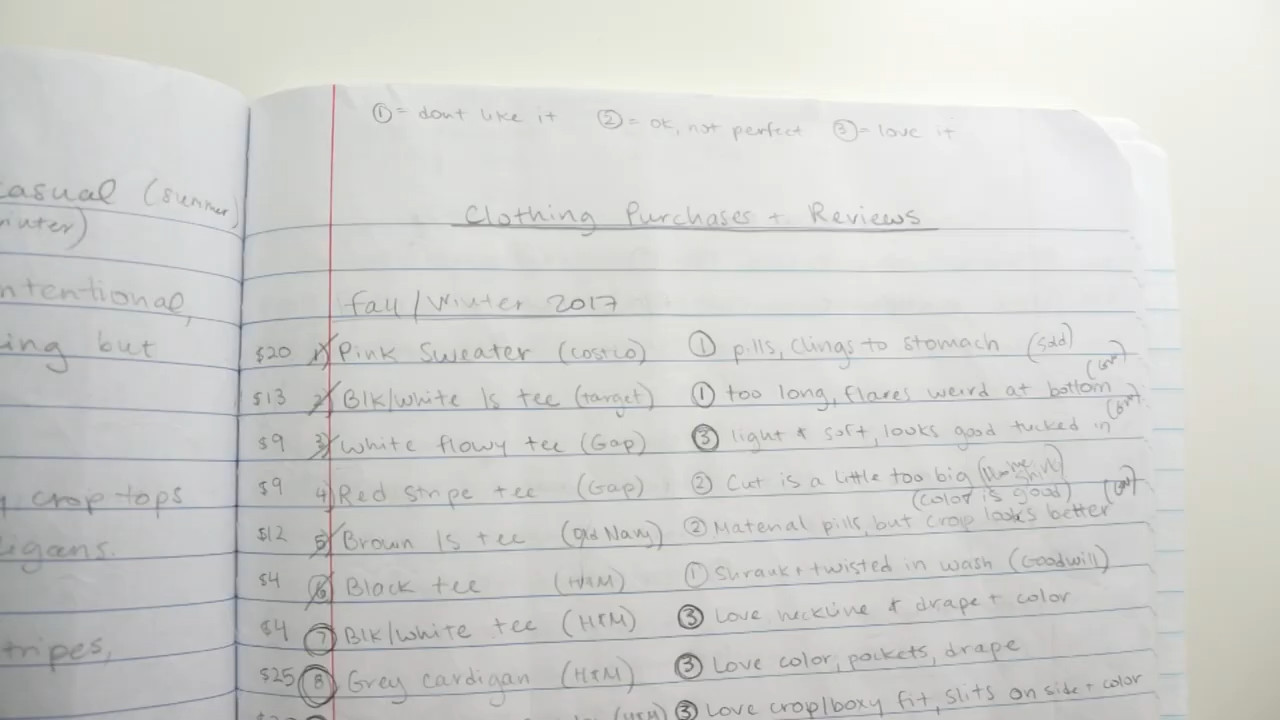 casual (summer)
winter)
ntentional,
ing but
crop tops
igans.
tripes,
①= dont like it ②= ok, not perfect ③= love it
Clothing Purchases + Reviews
Fall/Winter 2017
$20 1) Pink Sweater (Costco) ① pills, clings to stomach (sold)
$13 2) Blk/white ls tee (target) ① too long, flares weird at bottom
$9 3) White flowy tee (Gap) ③ light & soft, looks good tucked in
$9 4) Red stripe tee (Gap) ② Cut is a little too big
(color is good)
$12 5) Brown ls tee (Old Navy) ② Material pills, but crop looks better
$4 6) Black tee (H&M) ① Shrank + twisted in wash (Goodwill)
$4 7 Blk/white tee (H&M) ③ Love neckline & drape + color
$25 8 Grey cardigan (H&M) ③ Love color, pockets, drape
(H&M) ③ Love crop/boxy fit, slits on side + color